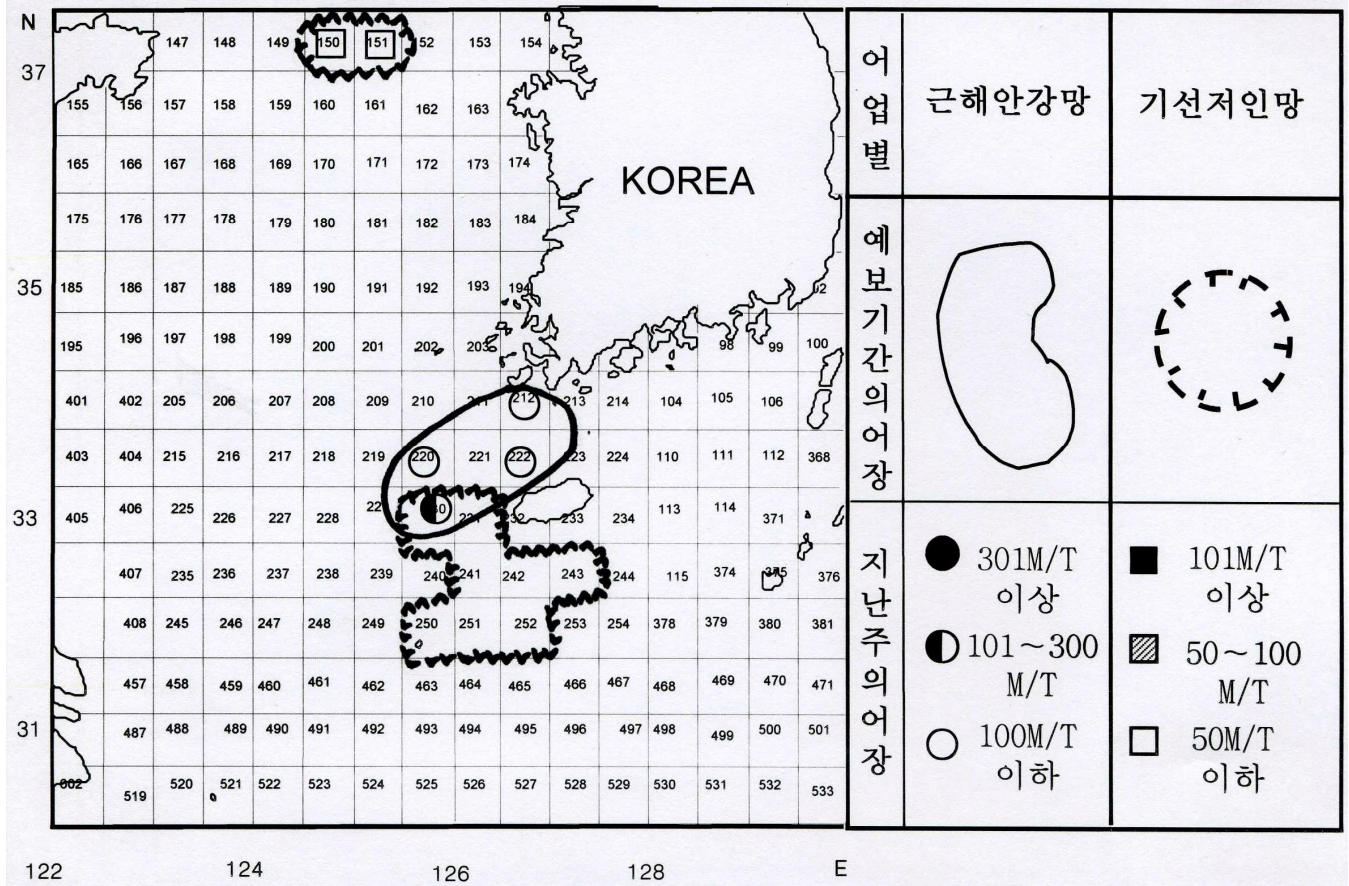 N
147 148 149 150 151 152 153 154
37
155 156 157 158 159 160 161 162 163
165 166 167 168 169 170 171 172 173 174
KOREA
175 176 177 178 179 180 181 182 183 184
35
185 186 187 188 189 190 191 192 193 194
195 196 197 198 199 200 201 202 203 98 99 100
401 402 205 206 207 208 209 210 212 213 214 104 105 106
403 404 215 216 217 218 219 220 221 222 223 224 110 111 112 368
33
405 406 225 226 227 228 232 233 234 113 114 371
407 235 236 237 238 239 240 241 242 243 244 115 374 375 376
408 245 246 247 248 249 250 251 252 253 254 378 379 380 381
457 458 459 460 461 462 463 464 465 466 467 468 469 470 471
31
487 488 489 490 491 492 493 494 495 496 497 498 499 500 501
602 519 520 521 522 523 524 525 526 527 528 529 530 531 532 533
122 124 126 128 E
어업별
근해안강망
기선저인망
예보기간의어장
지난주의어장
301M/T
이상
101~300
M/T
100M/T
이하
101M/T
이상
50~100
M/T
50M/T
이하